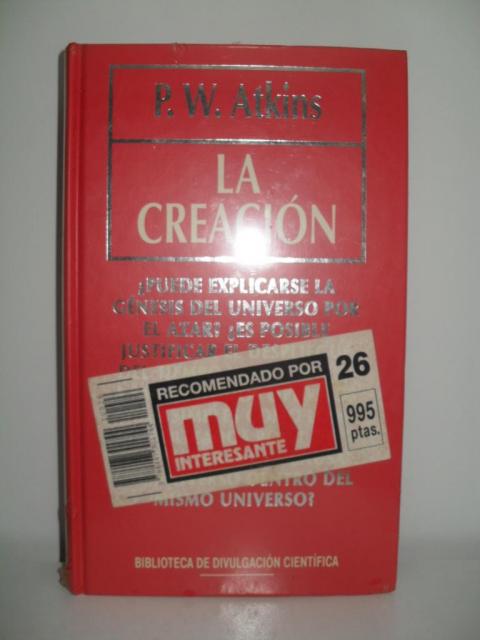 P. W. Atkins
LA
CREACIÓN
¿PUEDE EXPLICARSE LA
GÉNESIS DEL UNIVERSO POR
EL AZAR? ¿ES POSIBLE
JUSTIFICAR EL
RECOMENDADO POR
26
muy
INTERESANTE
995
ptas.
DENTRO DEL
MISMO UNIVERSO?
BIBLIOTECA DE DIVULGACIÓN CIENTÍFICA